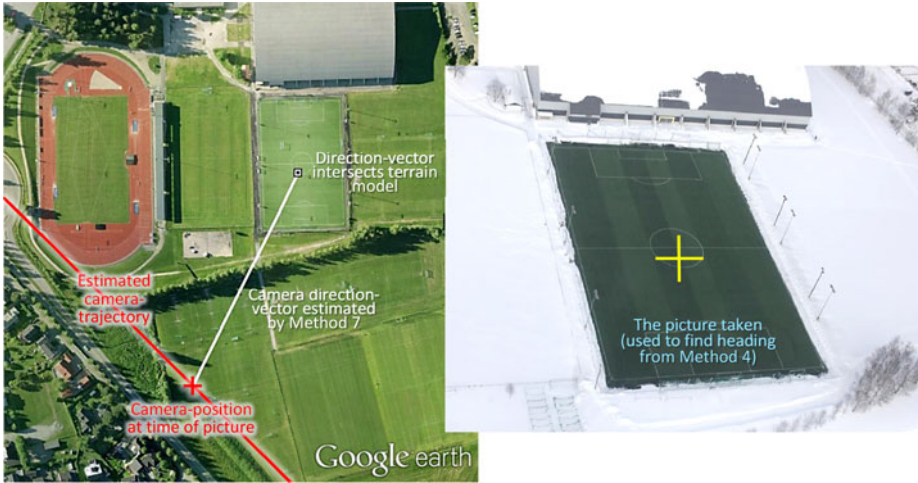 Direction-vector
intersects terrain
model
Estimated
camera-
trajectory
Camera direction-
vector estimated
by Method 7
Camera-position
at time of picture
Google earth
The picture taken
(used to find heading
from Method 4)